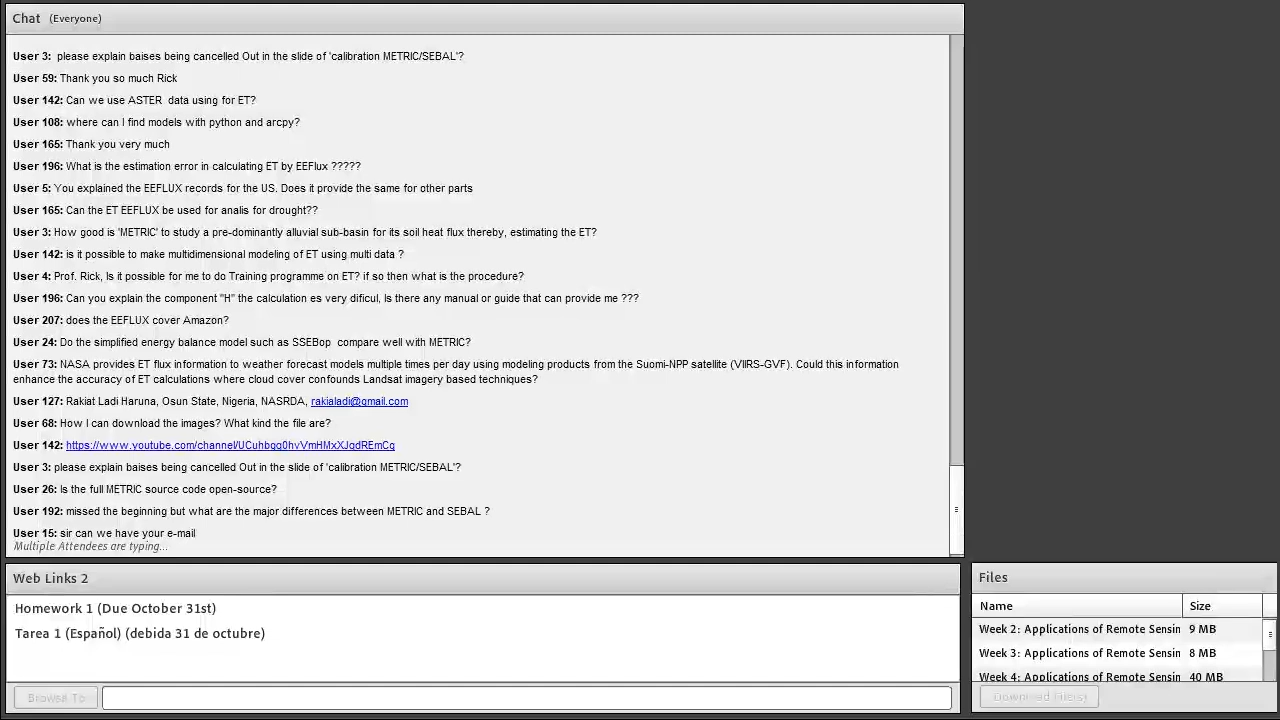 Chat (Everyone)
User 3: please explain baises being cancelled Out in the slide of 'calibration METRIC/SEBAL'?
User 59: Thank you so much Rick
User 142: Can we use ASTER data using for ET?
User 108: where can I find models with python and arcpy?
User 165: Thank you very much
User 196: What is the estimation error in calculating ET by EEFlux ?????
User 5: You explained the EEFLUX records for the US. Does it provide the same for other parts
User 165: Can the ET EEFLUX be used for analis for drought??
User 3: How good is 'METRIC' to study a pre-dominantly alluvial sub-basin for its soil heat flux thereby, estimating the ET?
User 142: is it possible to make multidimensional modeling of ET using multi data ?
User 4: Prof. Rick, Is it possible for me to do Training programme on ET? if so then what is the procedure?
User 196: Can you explain the component "H" the calculation es very dificul, Is there any manual or guide that can provide me ???
User 207: does the EEFLUX cover Amazon?
User 24: Do the simplified energy balance model such as SSEBop compare well with METRIC?
User 73: NASA provides ET flux information to weather forecast models multiple times per day using modeling products from the Suomi-NPP satellite (VIIRS-GVF). Could this information
enhance the accuracy of ET calculations where cloud cover confounds Landsat imagery based techniques?
User 127: Rakiat Ladi Haruna, Osun State, Nigeria, NASRDA, rakialadi@gmail.com
User 68: How I can download the images? What kind the file are?
User 142:
User 3: please explain baises being cancelled Out in the slide of 'calibration METRIC/SEBAL'?
User 26: Is the full METRIC source code open-source?
User 192: missed the beginning but what are the major differences between METRIC and SEBAL ?
User 15: sir can we have your e-mail
Multiple Attendees are typing...
Web Links 2
Homework 1 (Due October 31st)
Tarea 1 (Español) (debida 31 de octubre)
Browse To
Files
Name Size
Week 2: Applications of Remote Sensin 9 MB
Week 3: Applications of Remote Sensin 8 MB
Week 4: Applications of Remote Sensin 40 MB
Download File(s)